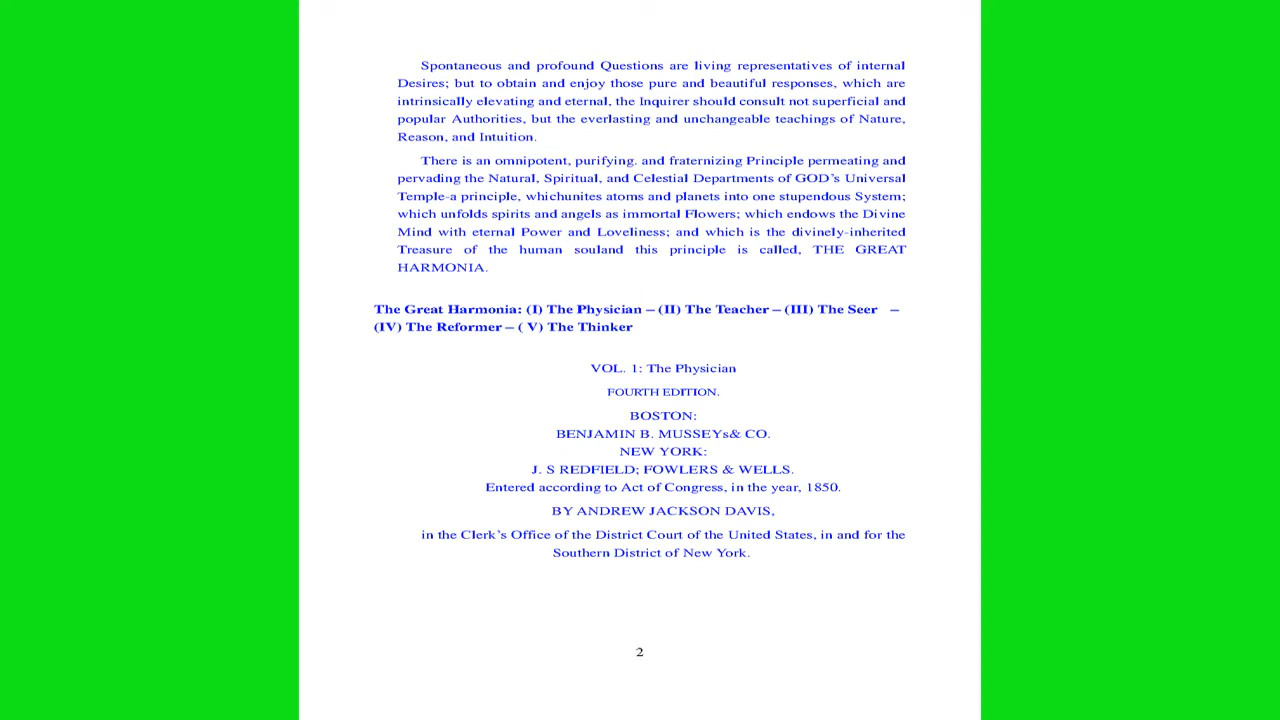 Spontaneous and profound Questions are living representatives of internal
Desires; but to obtain and enjoy those pure and beautiful responses, which are
intrinsically elevating and eternal, the Inquirer should consult not superficial and
popular Authorities, but the everlasting and unchangeable teachings of Nature,
Reason, and Intuition.
There is an omnipotent, purifying. and fraternizing Principle permeating and
pervading the Natural, Spiritual, and Celestial Departments of GOD's Universal
Temple-a principle, whichunites atoms and planets into one stupendous System;
which unfolds spirits and angels as immortal Flowers; which endows the Divine
Mind with eternal Power and Loveliness; and which is the divinely-inherited
Treasure of the human souland this principle is called, THE GREAT
HARMONIA.
The Great Harmonia: (I) The Physician – (II) The Teacher – (III) The Seer –
(IV) The Reformer – ( V) The Thinker
VOL. 1: The Physician
FOURTH EDITION.
BOSTON:
BENJAMIN B. MUSSEYs& CO.
NEW YORK:
J. S REDFIELD; FOWLERS & WELLS.
Entered according to Act of Congress, in the year, 1850.
BY ANDREW JACKSON DAVIS,
in the Clerk's Office of the District Court of the United States, in and for the
Southern District of New York.
2